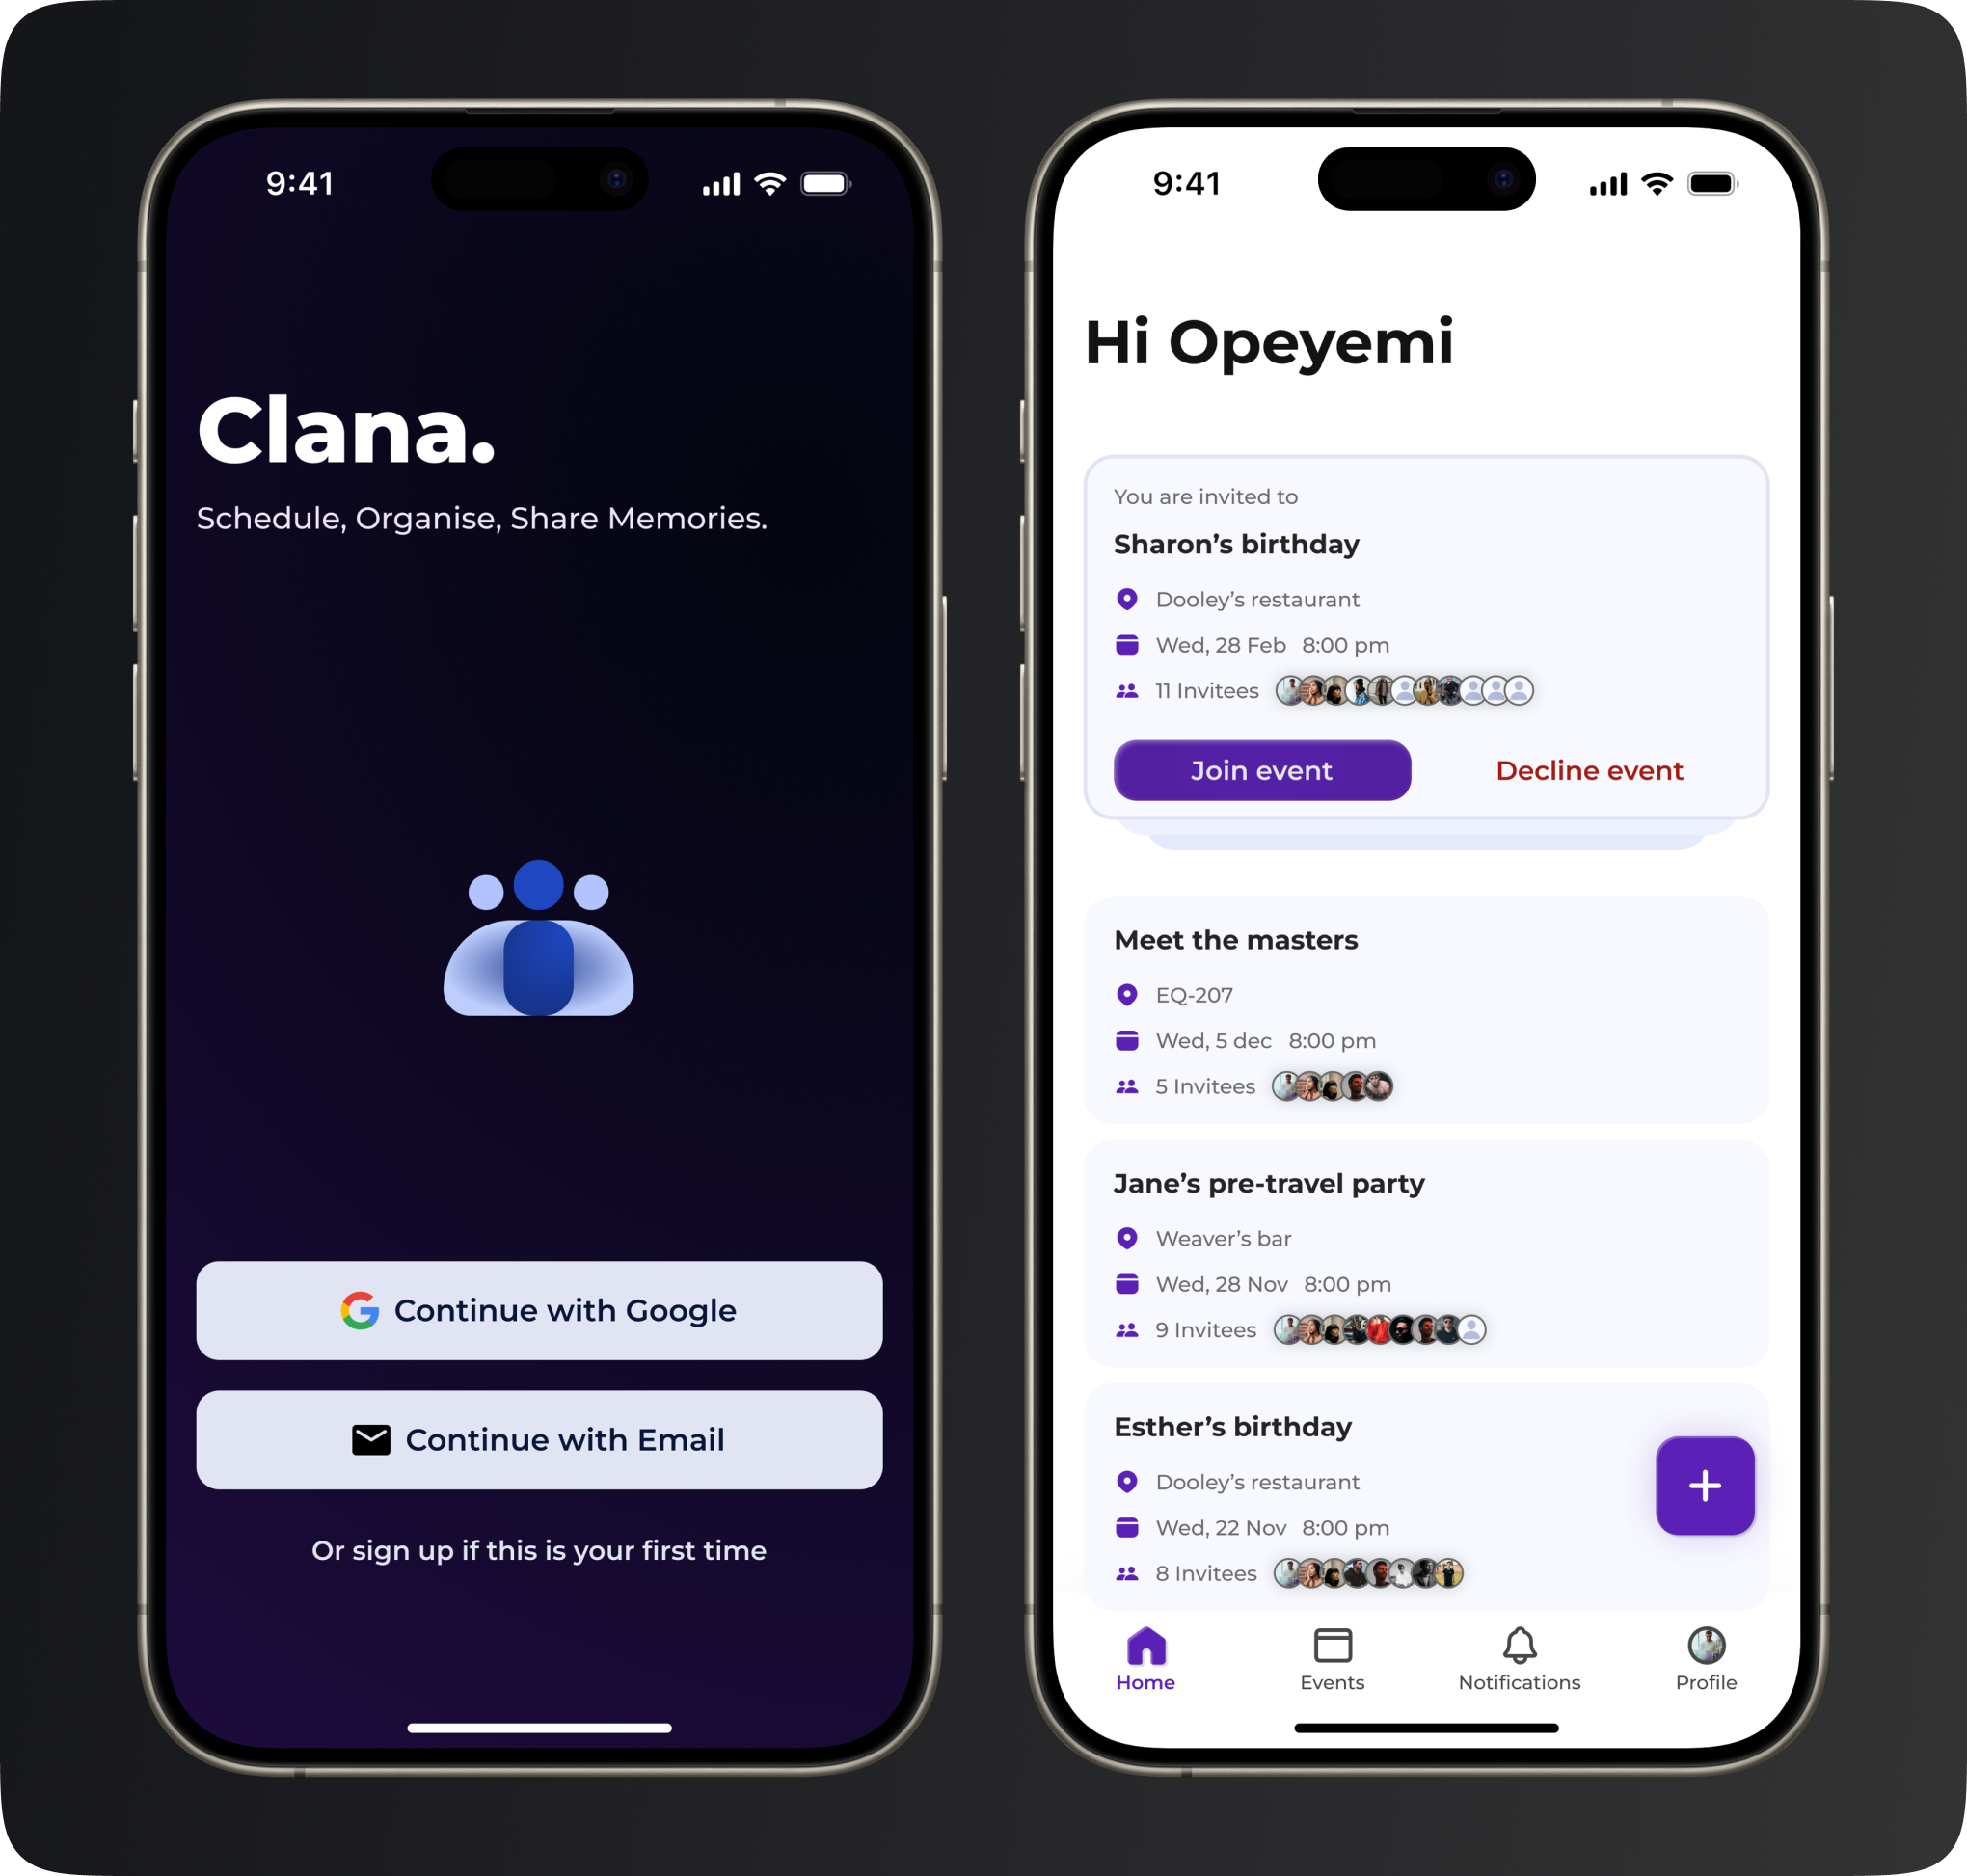 9:41
Clana.
Schedule, Organise, Share Memories.
Continue with Google
Continue with Email
Or sign up if this is your first time
9:41
Hi Opeyemi
You are invited to
Sharon’s birthday
Dooley’s restaurant
Wed, 28 Feb 8:00 pm
11 Invitees
Join event Decline event
Meet the masters
EQ-207
Wed, 5 dec 8:00 pm
5 Invitees
Jane’s pre-travel party
Weaver’s bar
Wed, 28 Nov 8:00 pm
9 Invitees
Esther’s birthday
Dooley’s restaurant
Wed, 22 Nov 8:00 pm
8 Invitees
Home Events Notifications Profile